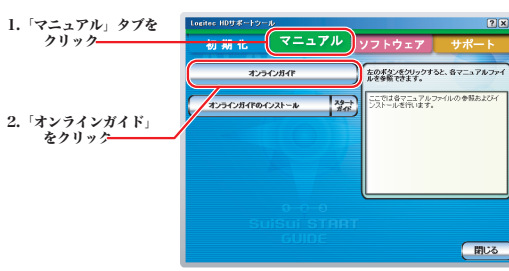 1.「マニュアル」タブを
クリック
2.「オンラインガイド」
をクリック
Logitec HDサポートツール
初期化 マニュアル ソフトウェア サポート
オンラインガイド
オンラインガイドのインストール
スタート
ガイド
左のボタンをクリックすると、各マニュアルファイ
ルを参照できます。
ここでは各マニュアルファイルの参照およびイ
ンストールを行います。
SuiSui START
GUIDE
閉じる